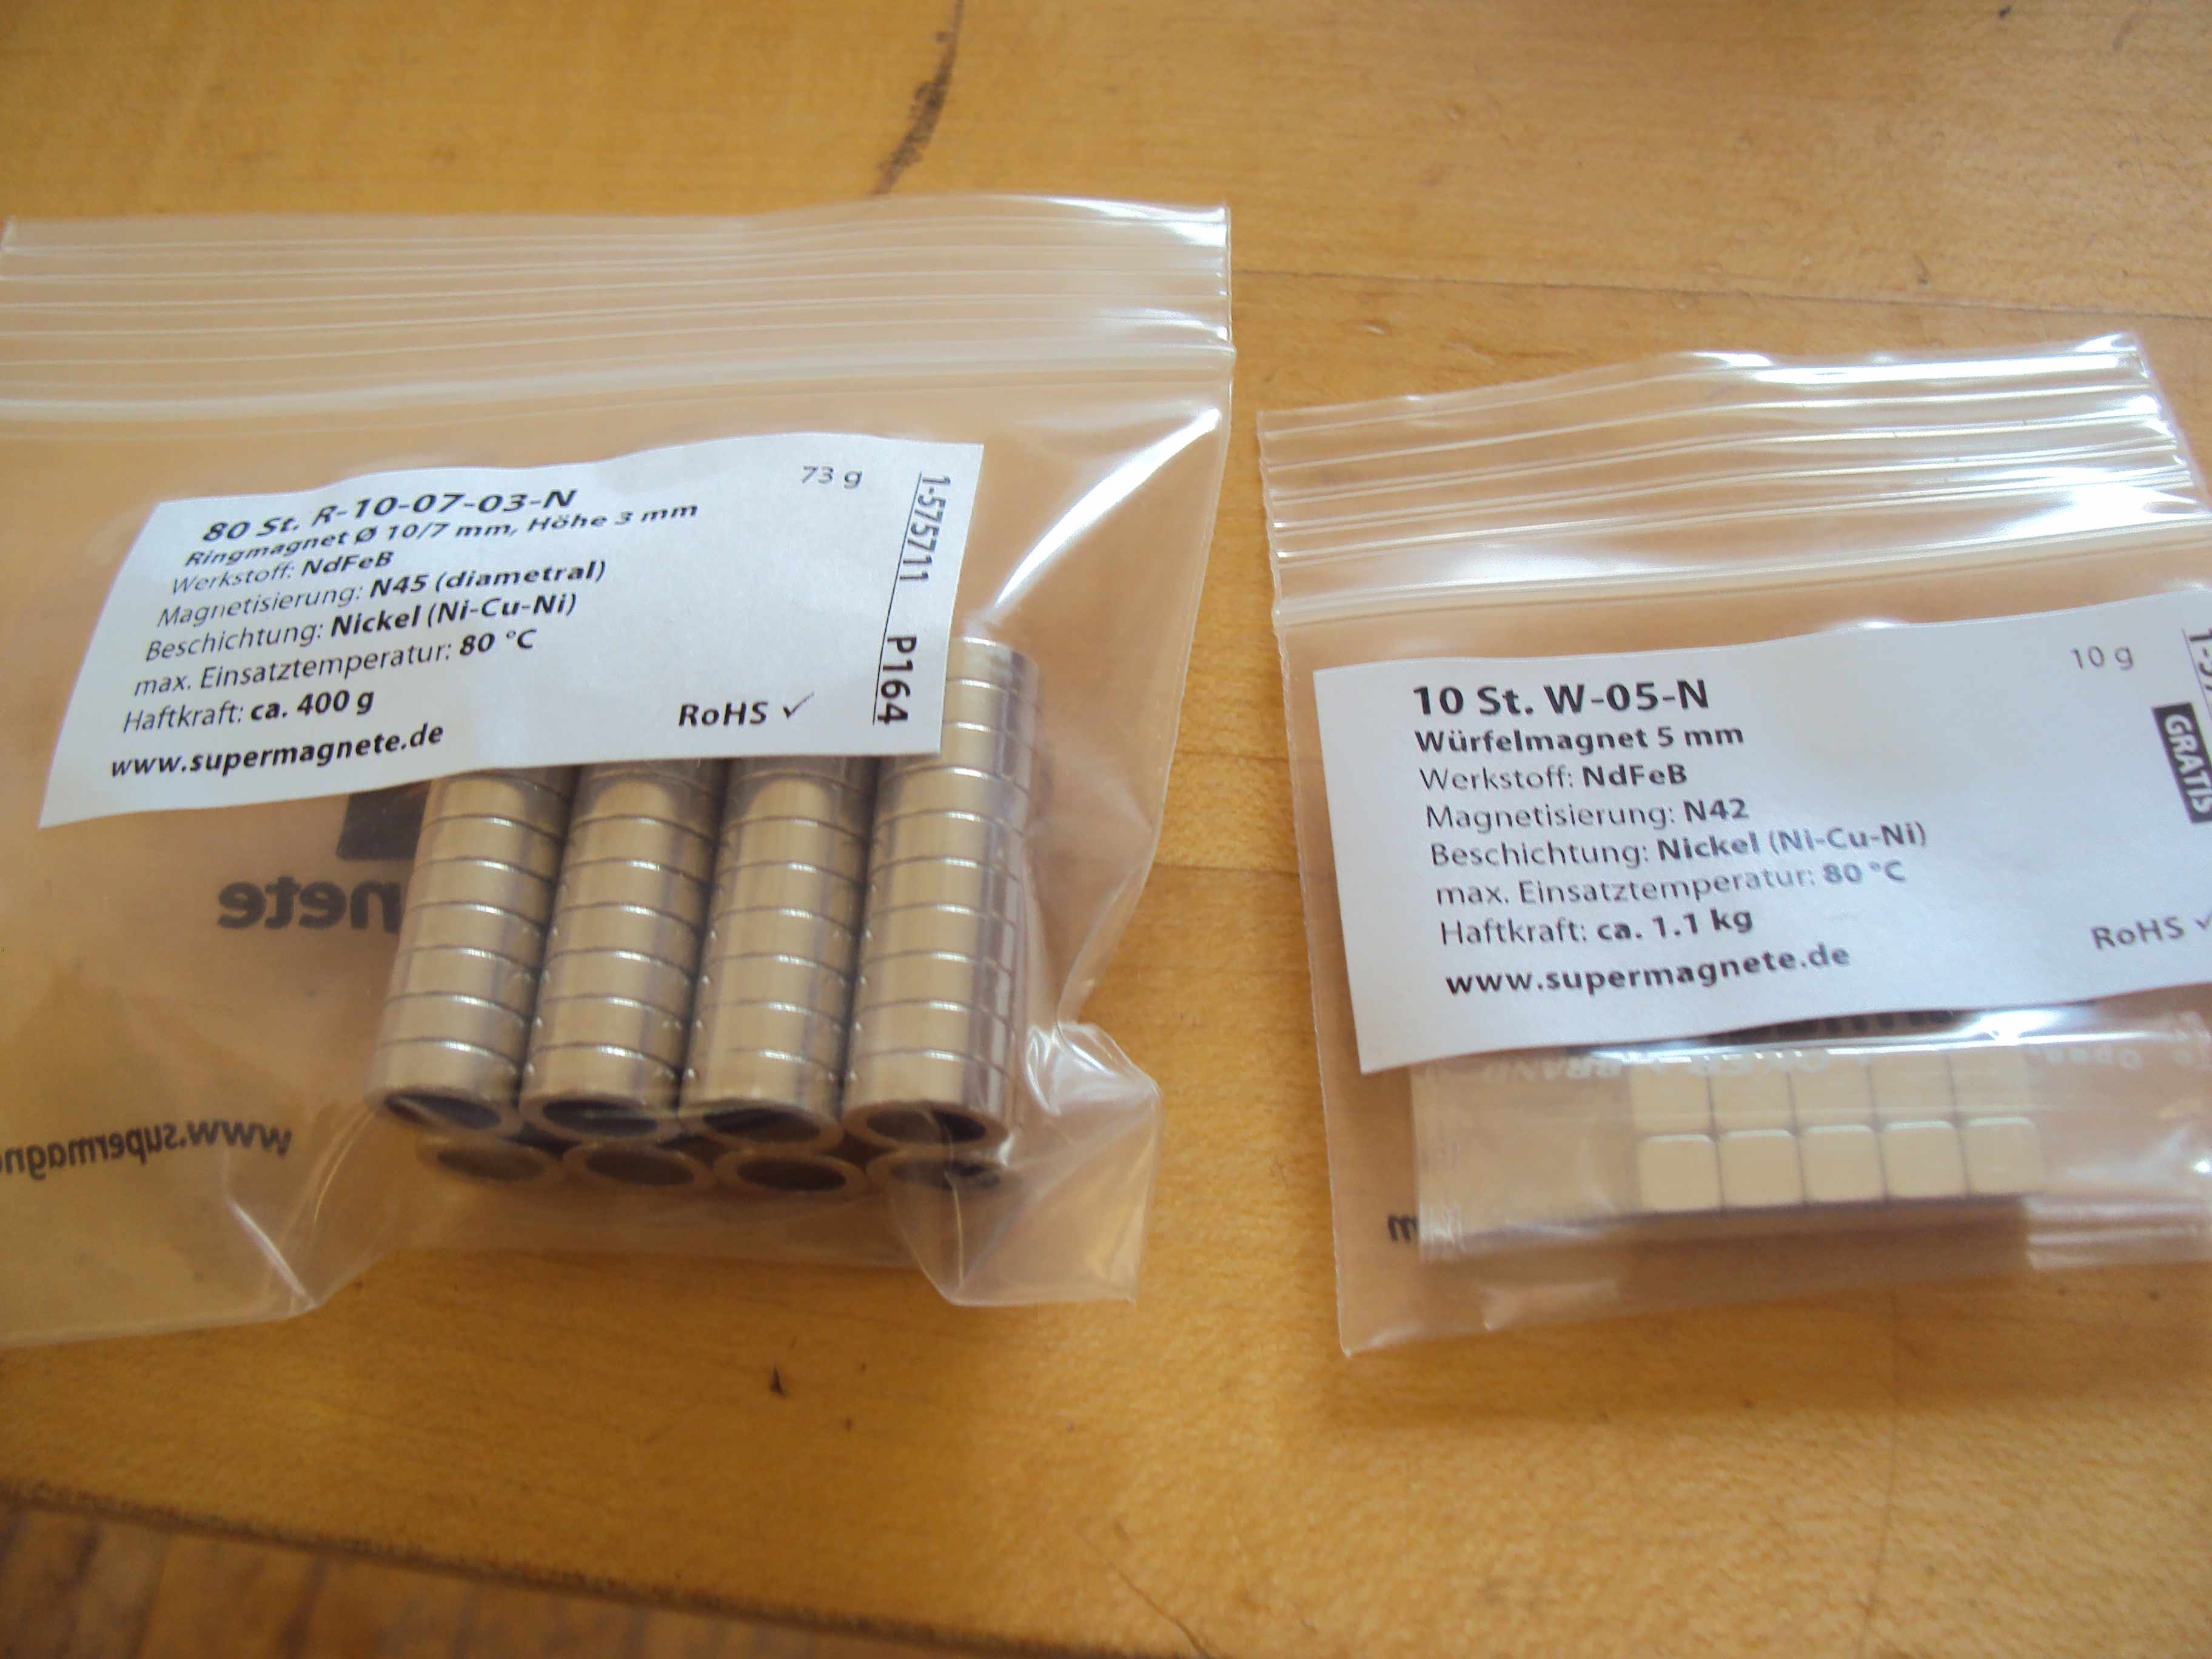 80 St. R-10-07-03-N
73 g
Ringmagnet Ø 10/7 mm, Höhe 3 mm
Werkstoff: NdFeB
Magnetisierung: N45 (diametral)
Beschichtung: Nickel (Ni-Cu-Ni)
max. Einsatztemperatur: 80 °C
Haftkraft: ca. 400 g
RoHS ✓
www.supermagnete.de
1-575711 P164
nete
www.supermagne
10 St. W-05-N
10 g
Würfelmagnet 5 mm
Werkstoff: NdFeB
Magnetisierung: N42
Beschichtung: Nickel (Ni-Cu-Ni)
max. Einsatztemperatur: 80 °C
Haftkraft: ca. 1.1 kg
RoHS ✓
www.supermagnete.de
GRATIS